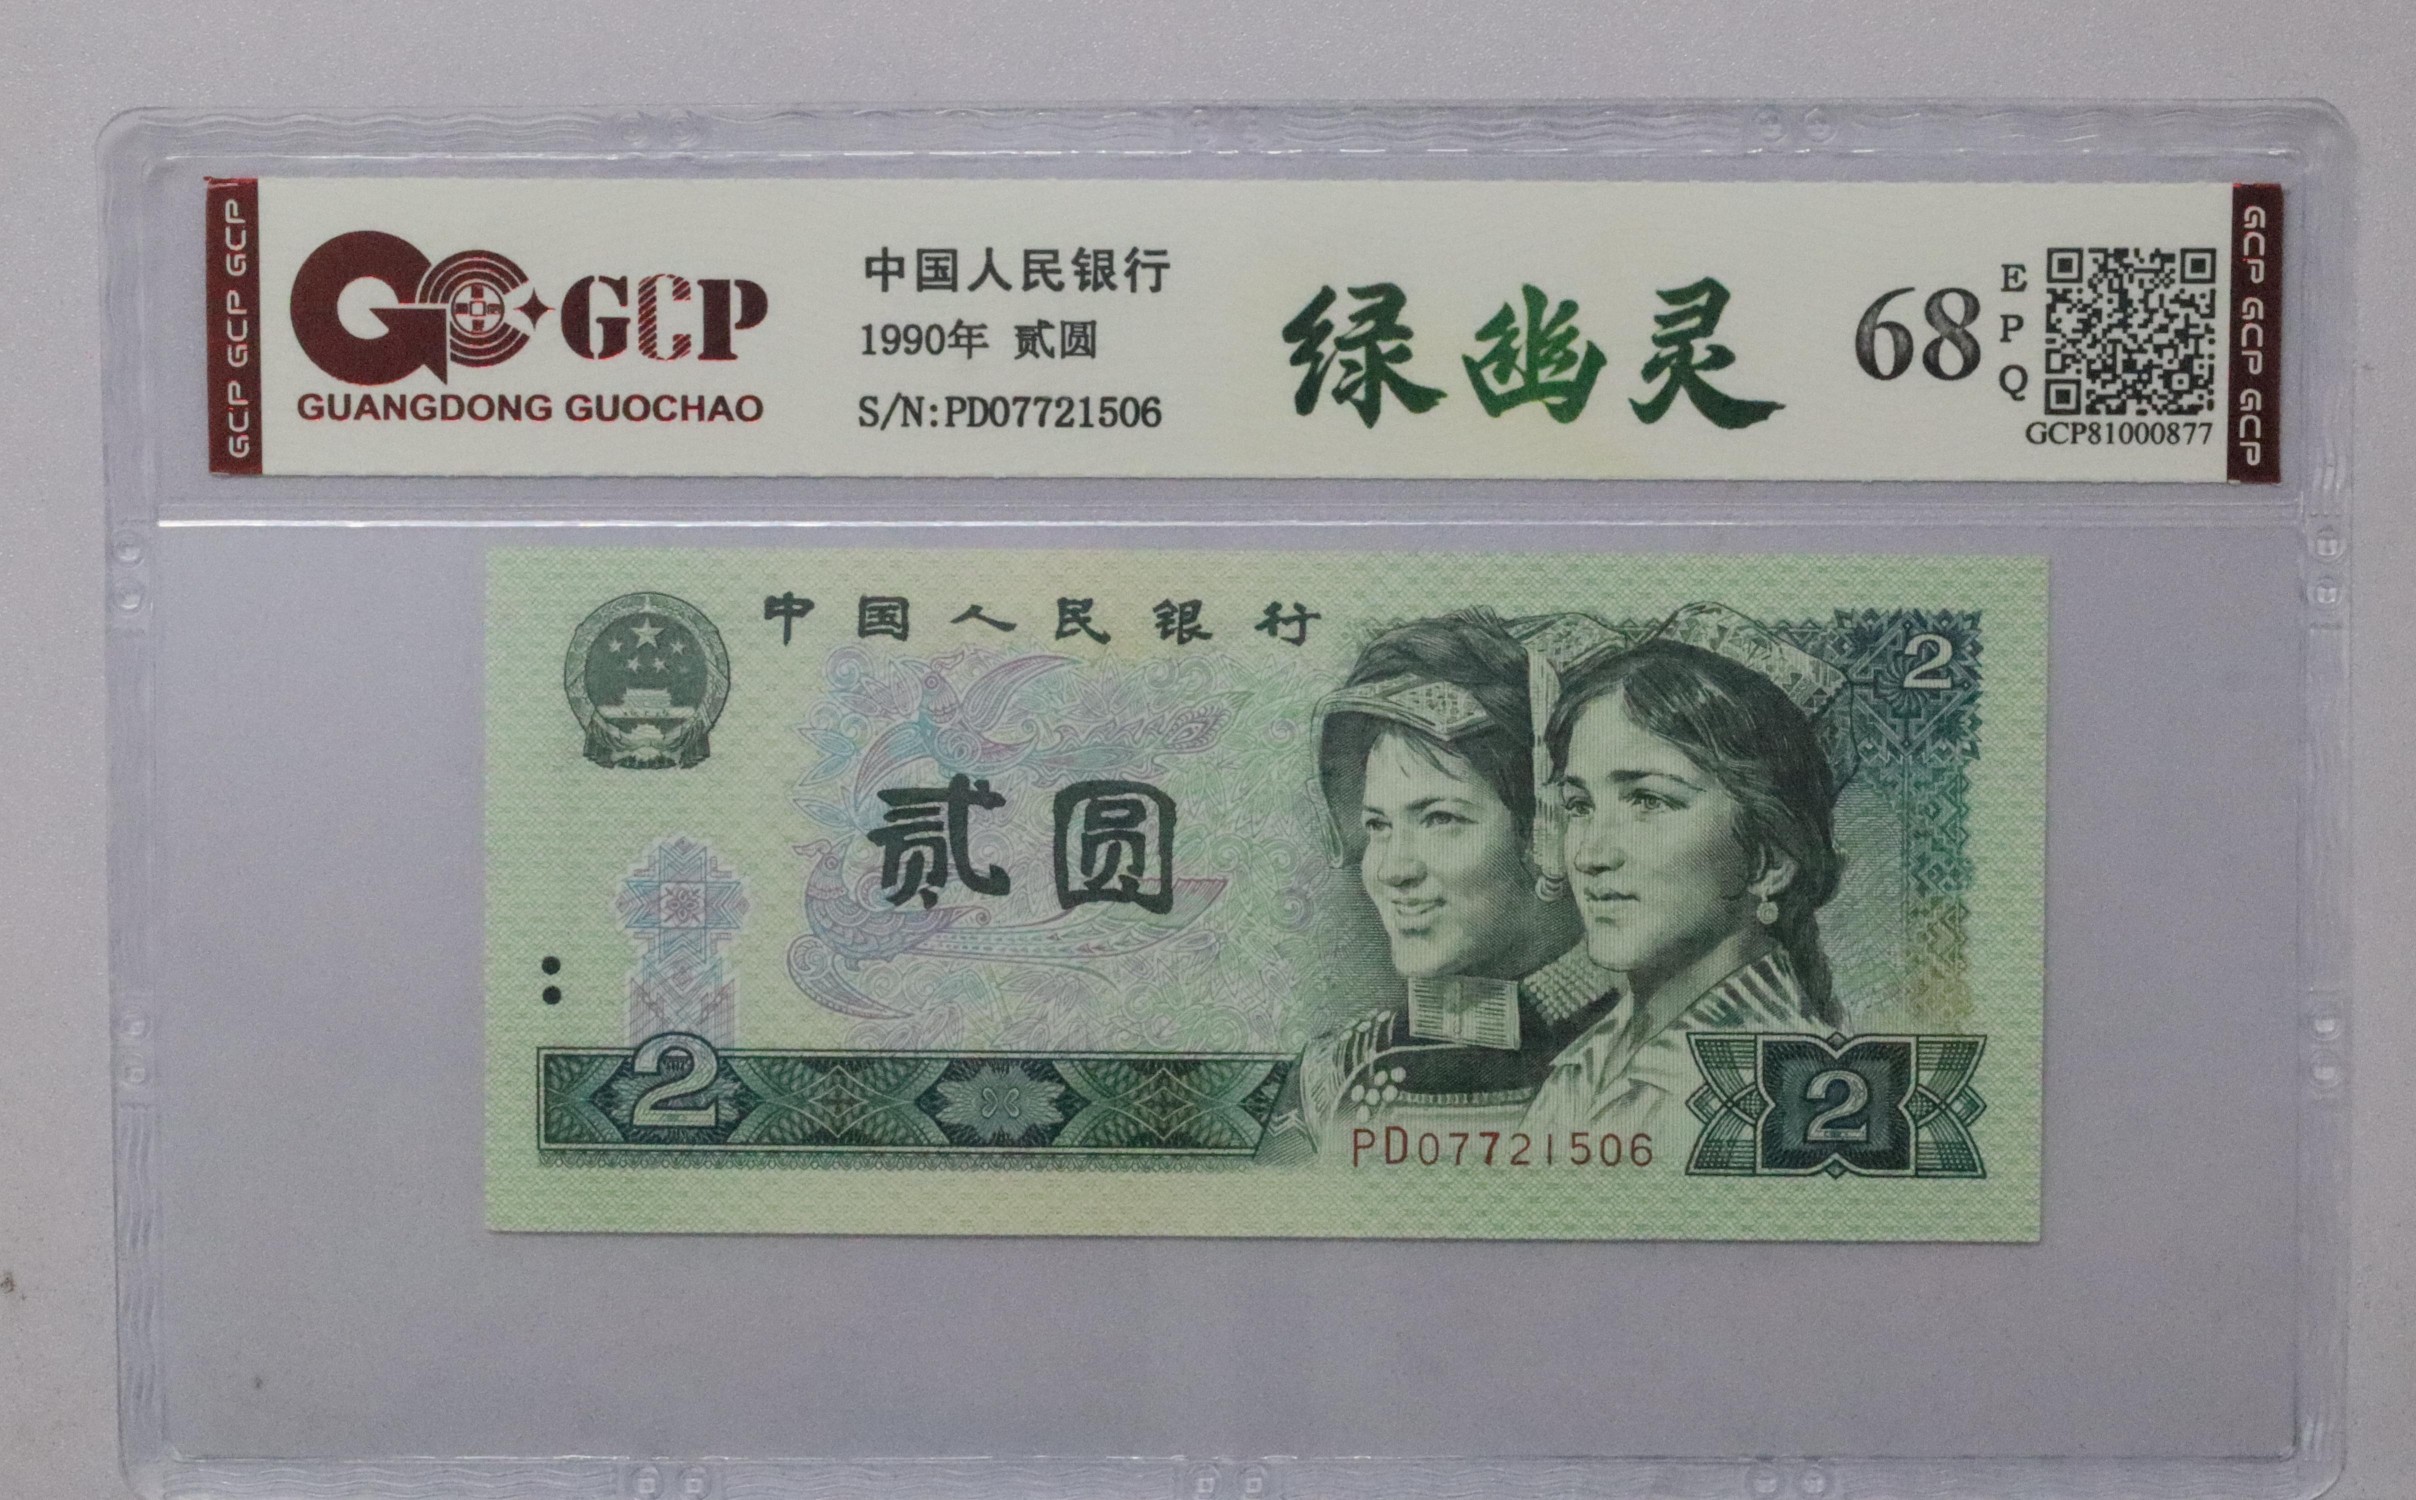 GCP GCP GCP
GCP
GUANGDONG GUOCHAO
中国人民银行
1990年 贰圆
S/N:PD07721506
绿幽灵
68
EPQ
GCP81000877
GCP GCP GCP
中国人民银行
2
贰圆
2
PD07721506
2